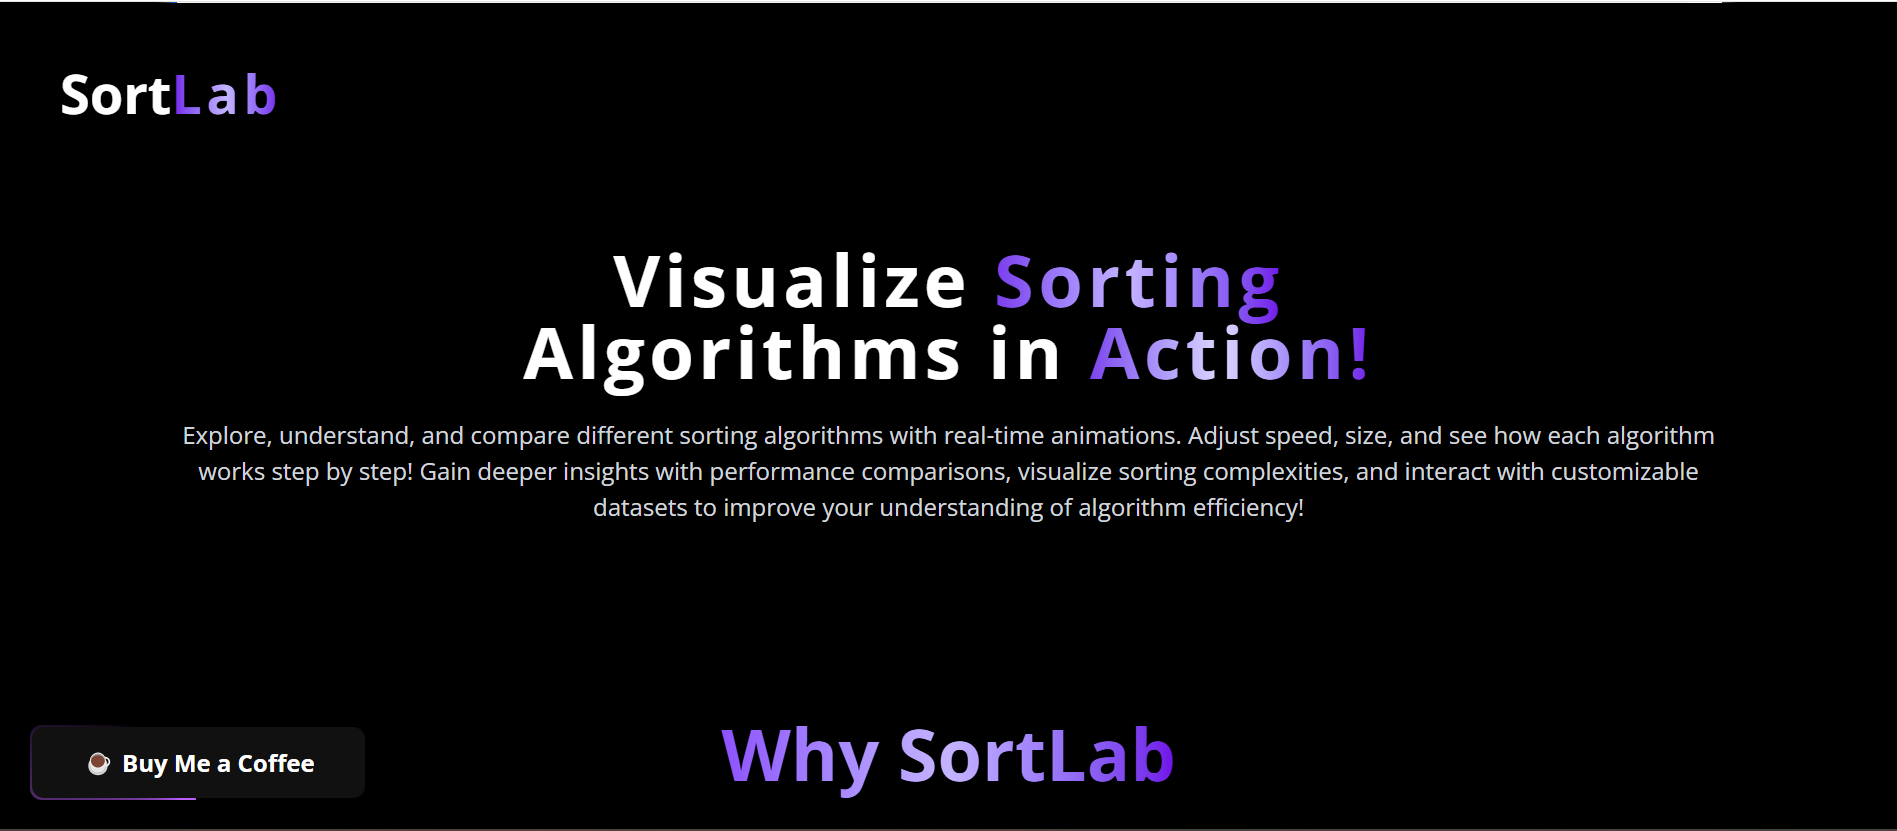 SortLab
Visualize Sorting
Algorithms in Action!
Explore, understand, and compare different sorting algorithms with real-time animations. Adjust speed, size, and see how each algorithm
works step by step! Gain deeper insights with performance comparisons, visualize sorting complexities, and interact with customizable
datasets to improve your understanding of algorithm efficiency!
Why SortLab
Buy Me a Coffee